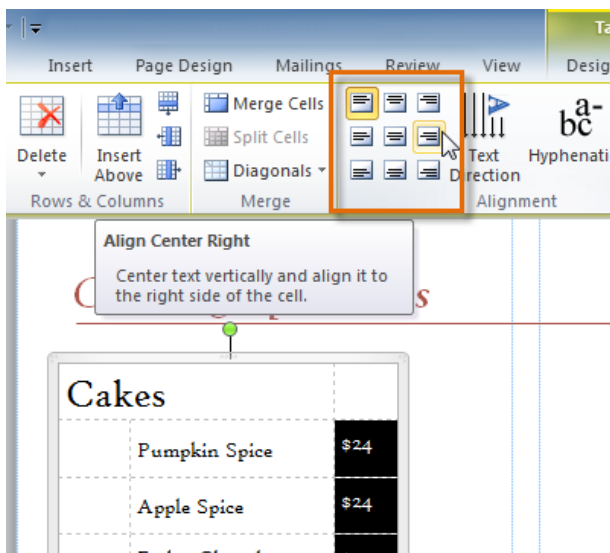 Ta
Insert Page Design Mailings Review View Desig
Merge Cells
Split Cells
Diagonals
Delete
Insert
Above
Text
Direction
a-
bc
Hyphenati
Rows & Columns Merge Alignment
Align Center Right
Center text vertically and align it to
the right side of the cell.
Cakes
Pumpkin Spice $24
Apple Spice $24